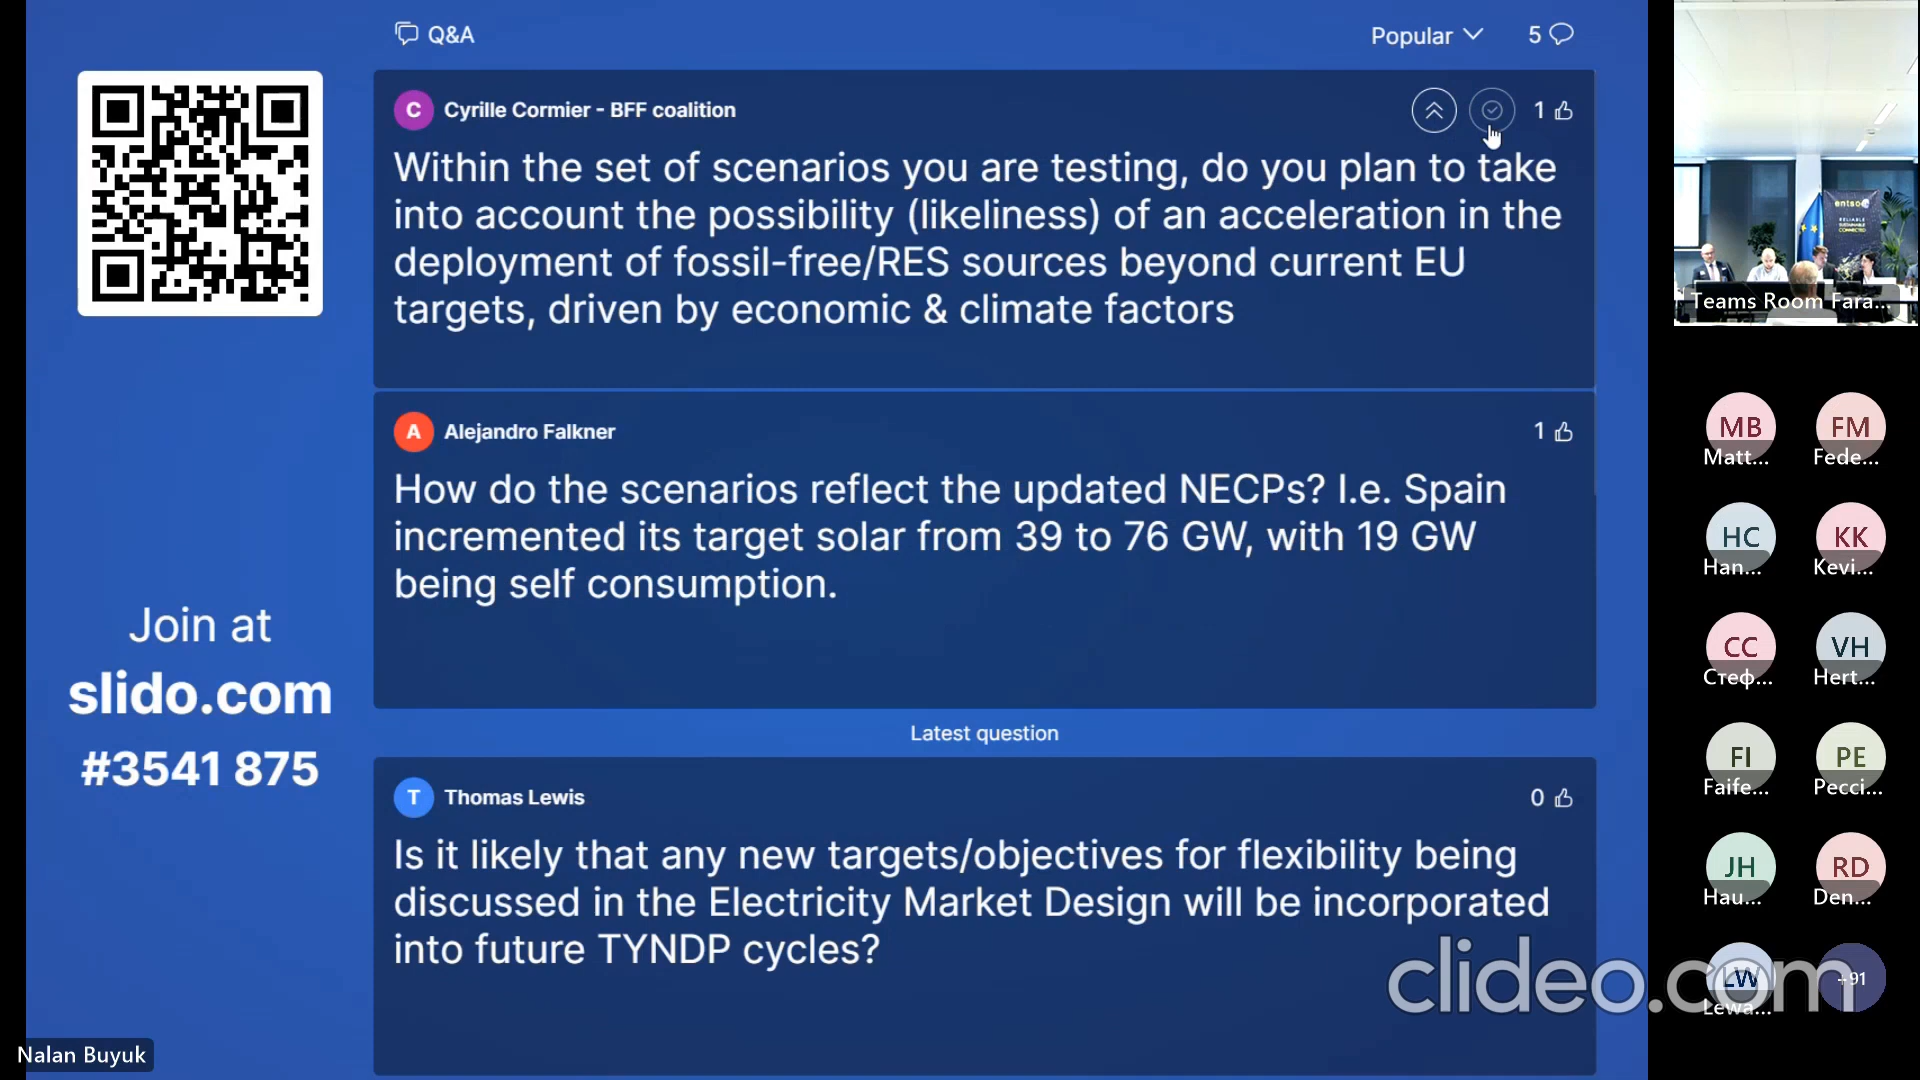 Q&A
Popular
5
C
Cyrille Cormier - BFF coalition
1
Within the set of scenarios you are testing, do you plan to take
into account the possibility (likeliness) of an acceleration in the
deployment of fossil-free/RES sources beyond current EU
targets, driven by economic & climate factors
A
Alejandro Falkner
1
How do the scenarios reflect the updated NECPs? I.e. Spain
incremented its target solar from 39 to 76 GW, with 19 GW
being self consumption.
Latest question
T
Thomas Lewis
0
Is it likely that any new targets/objectives for flexibility being
discussed in the Electricity Market Design will be incorporated
into future TYNDP cycles?
Join at
slido.com
#3541 875
Nalan Buyuk
entsoe
RELIABLE
SUSTAINABLE
CONNECTED
Teams Room Fara...
MB
Matt...
FM
Fede...
HC
Han...
KK
Kevi...
CC
Стеф...
VH
Hert...
FI
Faife...
PE
Pecci...
JH
Hau...
RD
Den...
LW
Lewa...
+91
clideo.com